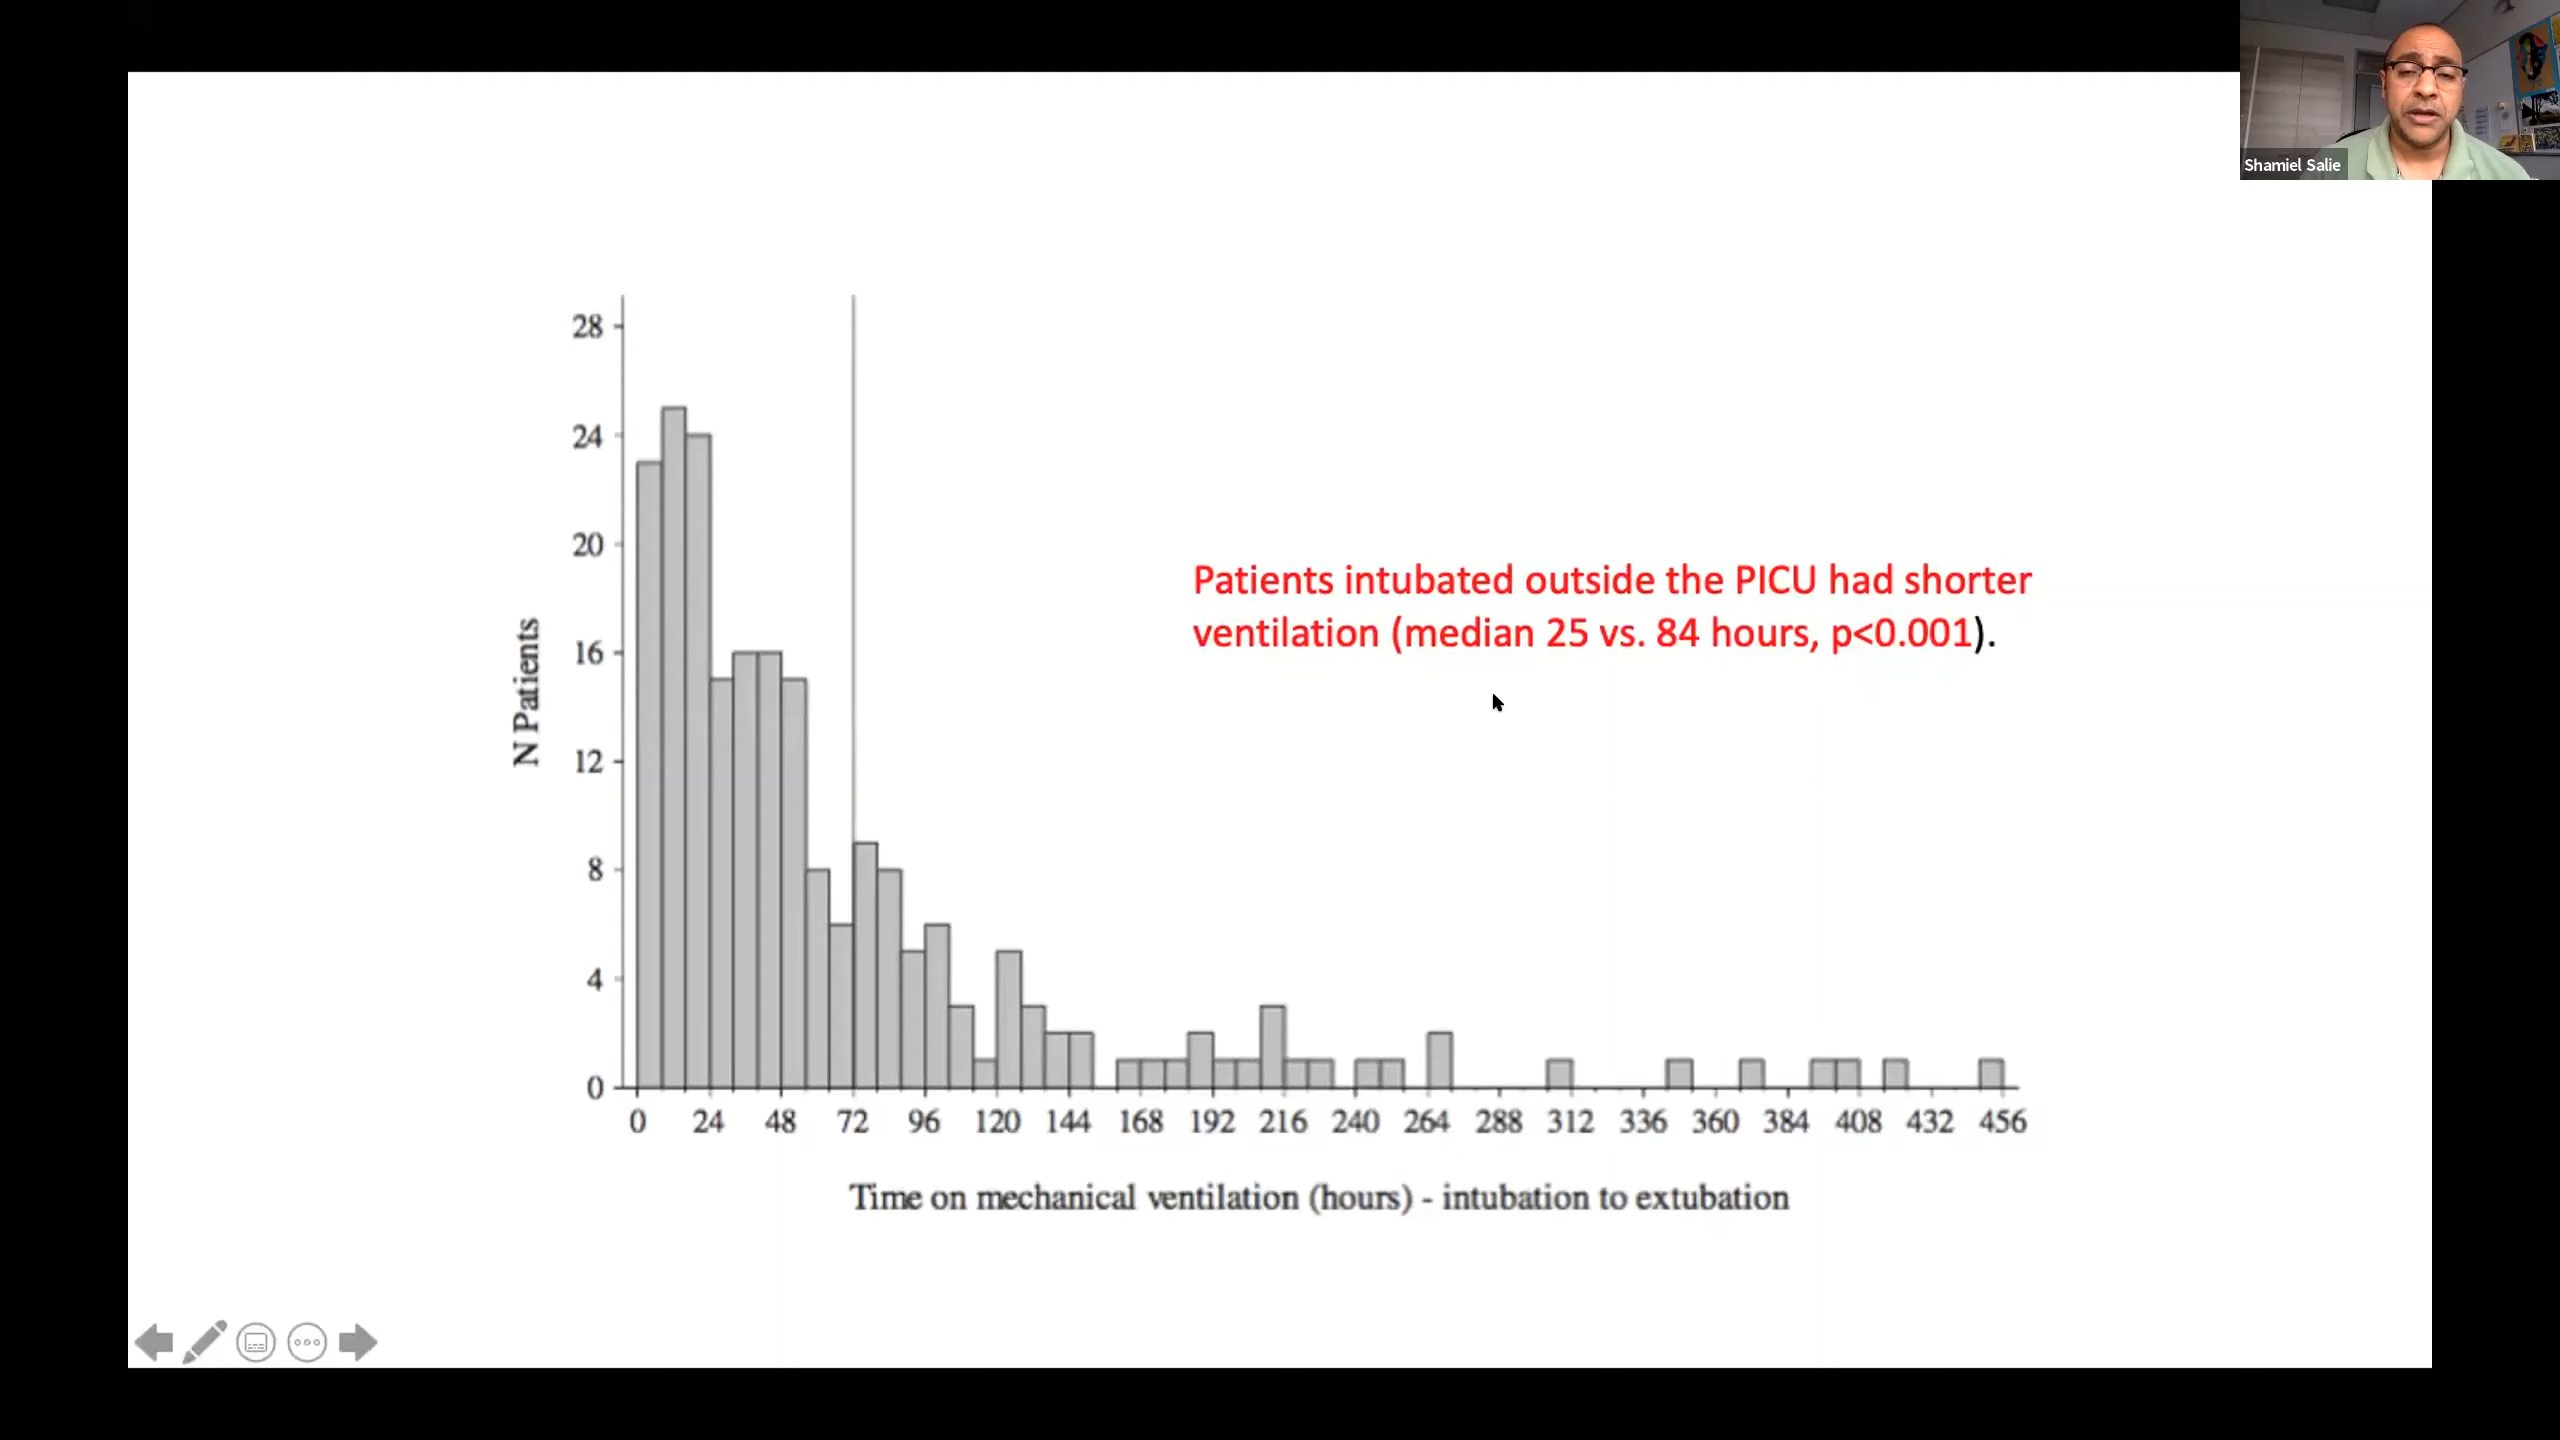 Shamiel Salie
28
24
20
16
12
8
4
0
N Patients
Patients intubated outside the PICU had shorter
ventilation (median 25 vs. 84 hours, p<0.001).
0 24 48 72 96 120 144 168 192 216 240 264 288 312 336 360 384 408 432 456
Time on mechanical ventilation (hours) - intubation to extubation